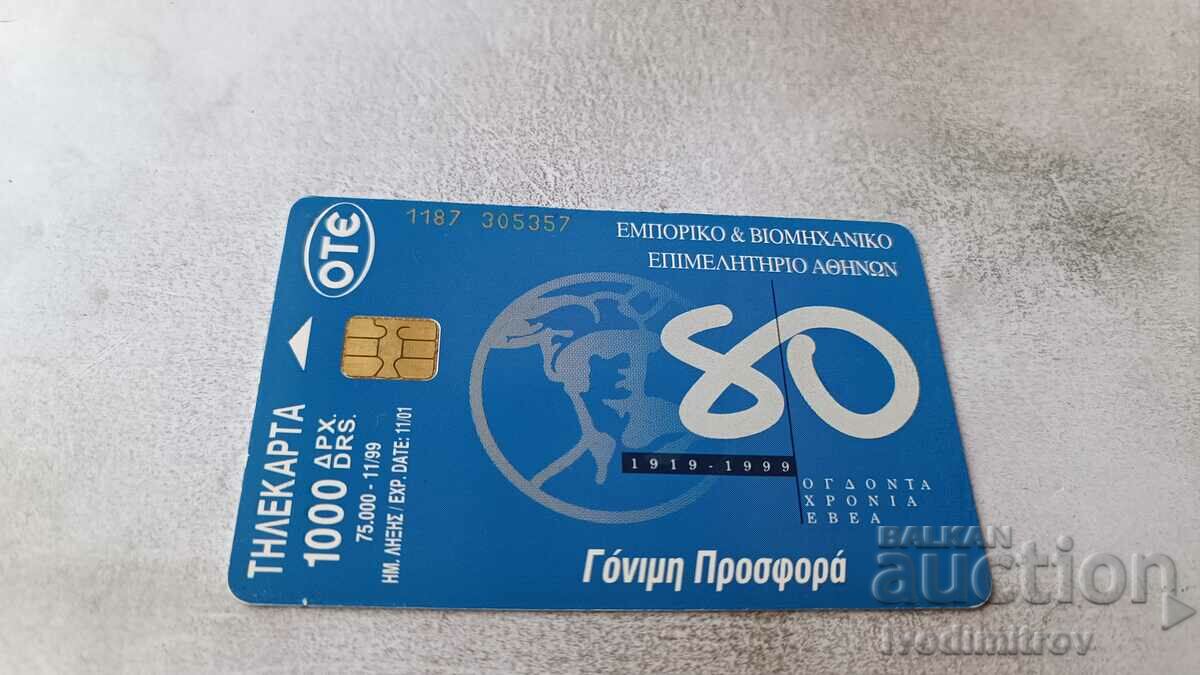 OTE
1187 305357
ΕΜΠΟΡΙΚΟ & ΒΙΟΜΗΧΑΝΙΚΟ
ΕΠΙΜΕΛΗΤΗΡΙΟ ΑΘΗΝΩΝ
80
1919-1999
ΟΓΔΟΝΤΑ
ΧΡΟΝΙΑ
ΕΒΕΑ
Γόνιμη Προσφορά
ΤΗΛΕΚΑΡΤΑ
1000 ΔΡΧ. DRS.
75.000 - 11/99
ΗΜ. ΛΗΞΗΣ / EXP. DATE: 11/01
BALKAN
auction
ivodimitrov